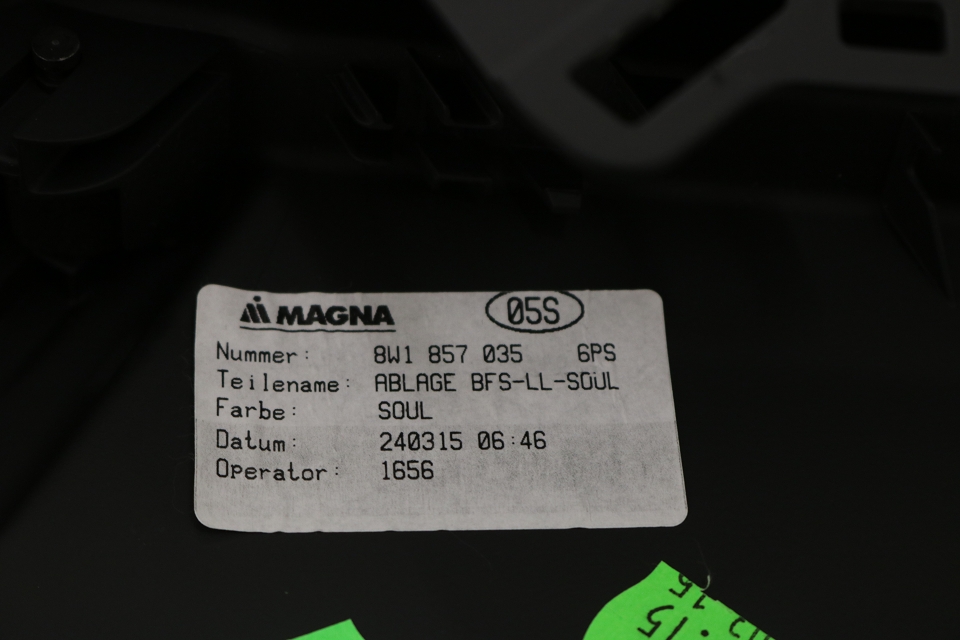 MAGNA 05S
Nummer: 8W1 857 035 6PS
Teilename: ABLAGE BFS-LL-SOUL
Farbe: SOUL
Datum: 240315 06:46
Operator: 1656